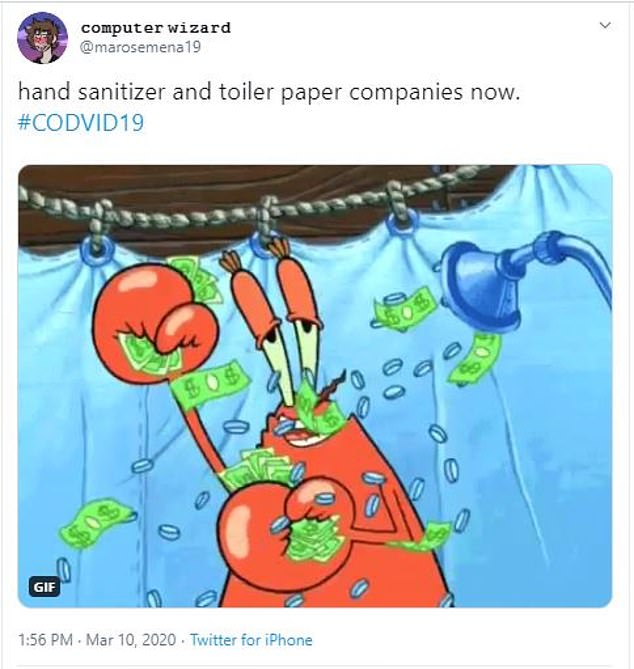 computer wizard
@marosemena19
hand sanitizer and toiler paper companies now.
#CODVID19
GIF
1:56 PM · Mar 10, 2020 · Twitter for iPhone